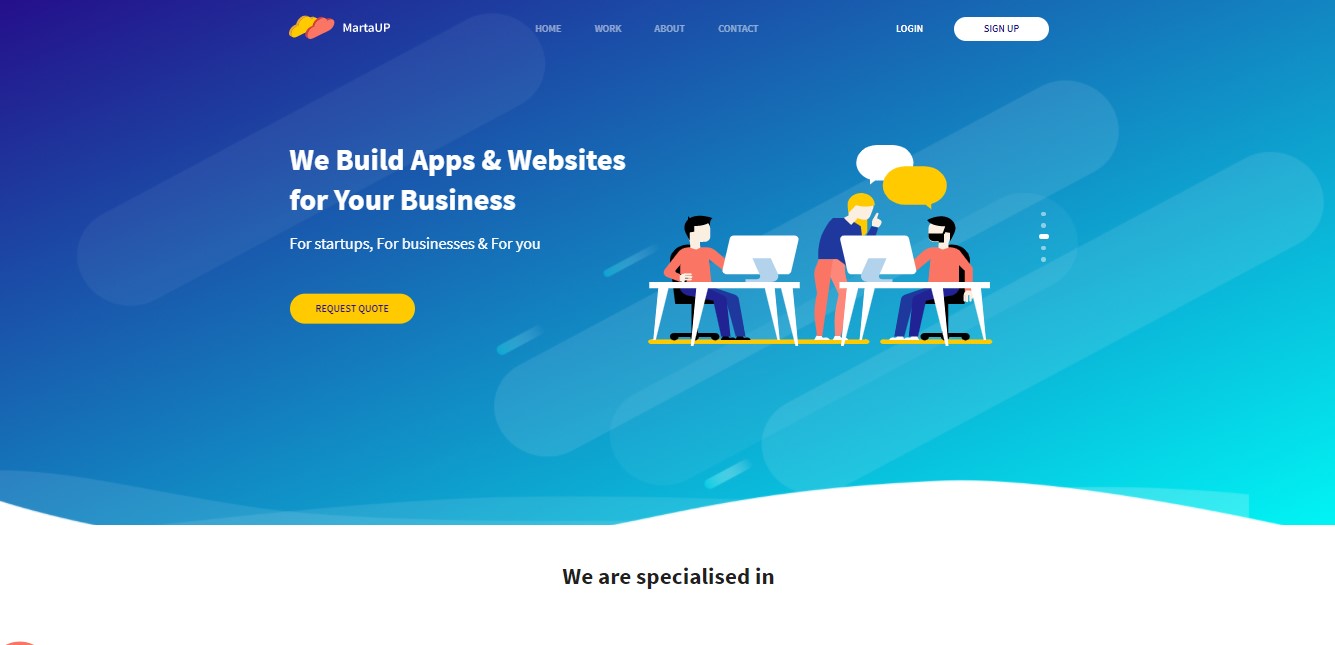 MartaUP
HOME WORK ABOUT CONTACT
LOGIN
SIGN UP
We Build Apps & Websites
for Your Business
For startups, For businesses & For you
REQUEST QUOTE
We are specialised in